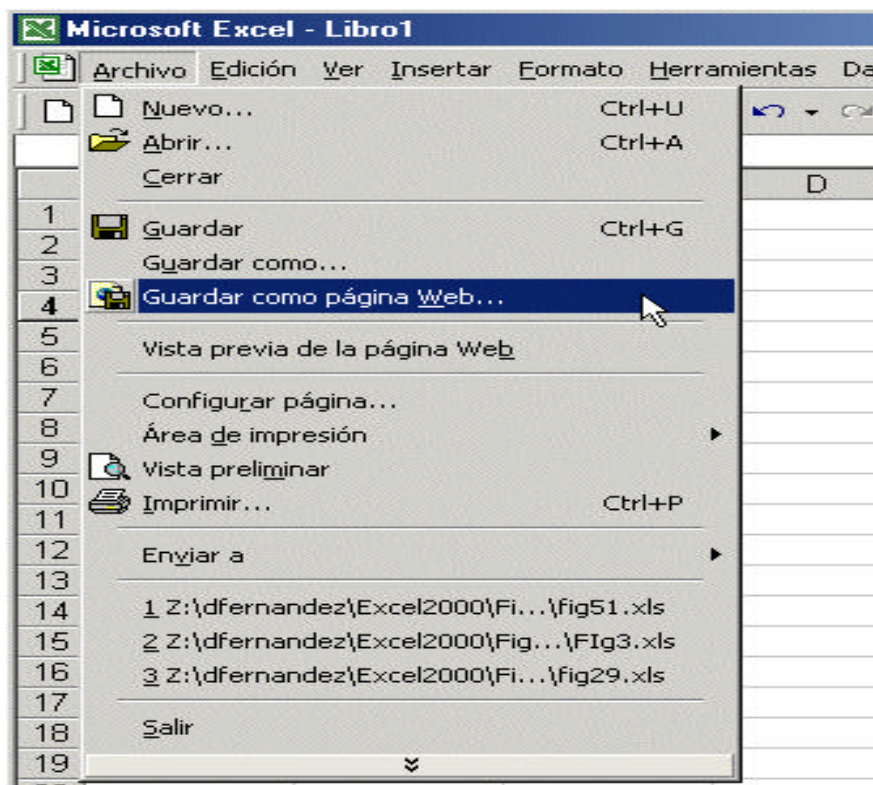 Microsoft Excel - Libro1
Archivo Edición Ver Insertar Formato Herramientas Da
Nuevo... Ctrl+U
Abrir... Ctrl+A
Cerrar
D
1
Guardar Ctrl+G
2
Guardar como...
3
Guardar como página Web...
4
5
Vista previa de la página Web
6
7
Configurar página...
8
Área de impresión
9
Vista preliminar
10
Imprimir... Ctrl+P
11
12
Enviar a
13
14
1 Z:\dfernandez\Excel2000\Fi...\fig51.xls
15
2 Z:\dfernandez\Excel2000\Fig...\FIg3.xls
16
3 Z:\dfernandez\Excel2000\Fi...\fig29.xls
17
18
Salir
19